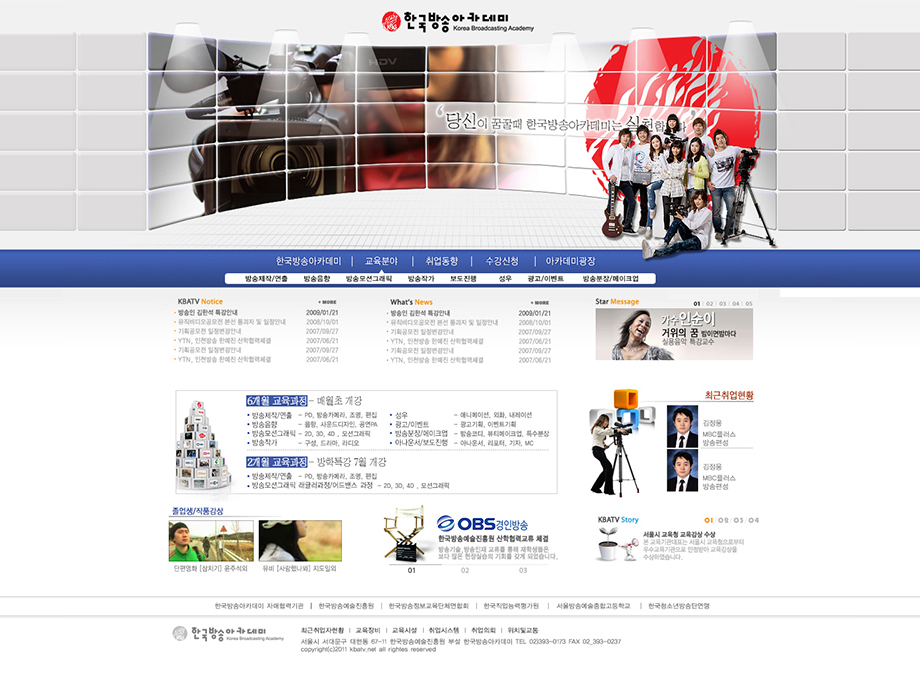 한국방송아카데미
Korea Broadcasting Academy
HDV
‘당신이 꿈꿀때 한국방송아카데미는 실천합니다
한국방송아카데미 | 교육분야 | 취업동향 | 수강신청 | 아카데미광장
방송제작/연출 방송음향 방송모션그래픽 방송작가 보도진행 성우 광고/이벤트 방송분장/메이크업
KBATV Notice + MORE
· 방송인 김한석 특강안내 2009/01/21
· 뮤직비디오공모전 본선 통과자 및 일정안내 2008/10/01
· 기획공모전 일정변경안내 2007/09/27
· YTN, 인천방송 한예진 산학협력체결 2007/06/21
· 기획공모전 일정변경안내 2007/09/27
· YTN, 인천방송 한예진 산학협력체결 2007/06/21
What's News + MORE
· 방송인 김한석 특강안내 2009/01/21
· 뮤직비디오공모전 본선 통과자 및 일정안내 2008/10/01
· 기획공모전 일정변경안내 2007/09/27
· YTN, 인천방송 한예진 산학협력체결 2007/06/21
· 기획공모전 일정변경안내 2007/09/27
· YTN, 인천방송 한예진 산학협력체결 2007/06/21
Star Message 01 | 02 | 03 | 04 | 05
가수인순이
거위의 꿈 빔이면발마다
실용음악 특강교수
6개월 교육과정 - 매월초 개강
· 방송제작/연출 - PD, 방송카메라, 조명, 편집
· 방송음향 - 음향, 사운드디자인, 공연PA
· 방송모션그래픽 - 2D, 3D, 4D , 모션그래픽
· 방송작가 - 구성, 드라마, 라디오
· 성우 - 애니메이션, 외화, 내레이션
· 광고/이벤트 - 광고기획, 이벤트기획
· 방송분장/메이크업 - 방송코디, 뷰티메이크업, 특수분장
· 아나운서/보도진행 - 아나운서, 리포터, 기자, MC
2개월 교육과정 - 방학특강 7월 개강
· 방송제작/연출 - PD, 방송카메라, 조명, 편집
· 방송모션그래픽 레귤러과정/어드밴스 과정 - 2D, 3D, 4D , 모션그래픽
최근취업현황
김정웅
MBC플러스
방송편성
김정웅
MBC플러스
방송편성
졸업생/작품감상
단편영화 [삼치기] 윤주석외
뮤비 [사랑했나봐] 지도일외
OBS경인방송
한국방송예술진흥원 산학협력교류 체결
방송기술,방송인재 교류를 통해 재학생들은
보다 많은 현장실습의 기회를 갖게 되었습니다.
01 02 03
KBATV Story 01 02 03 04
서울시 교육청 교육감상 수상
본 교육기관대표는 서울시 교육청으로부터
우수교육기관으로 인정받아 교육감상을
수상하였습니다.
한국방송아카데미 자매협력기관 | 한국방송예술진흥원 | 한국방송정보교육단체연합회 | 한국직업능력평가원 | 서울방송예술종합고등학교 | 한국청소년방송단연맹
한국방송아카데미
Korea Broadcasting Academy
최근취업자현황 | 교육장비 | 교육시설 | 취업시스템 | 취업의뢰 | 위치및교통
서울시 서대문구 대현동 67-11 한국방송예술진흥원 부설 한국방송아카데미 TEL 02)393-0173 FAX 02_393-0237
copyright(c)2011 kbatv.net all rightes reserved